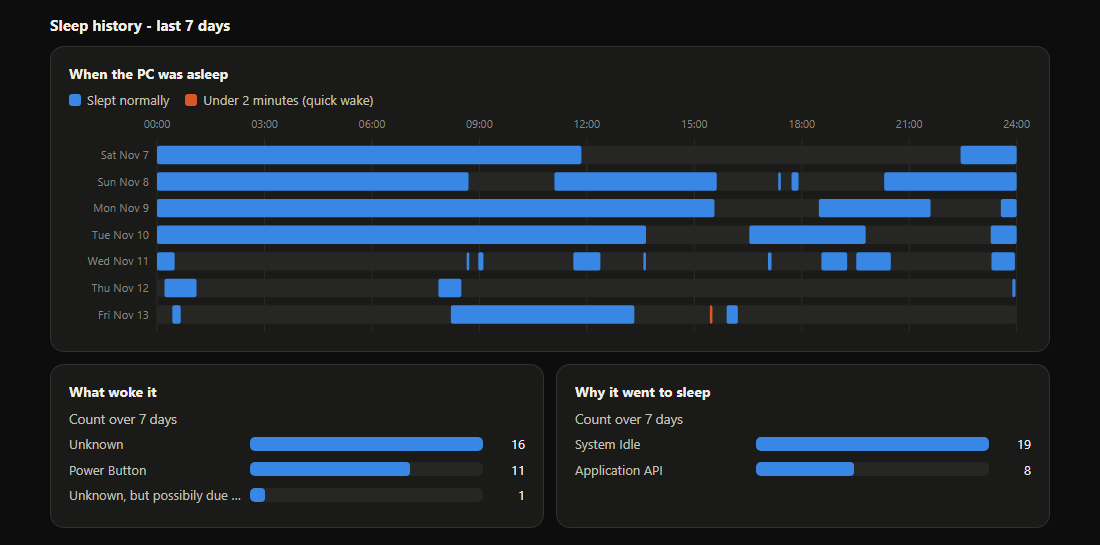 Sleep history - last 7 days
When the PC was asleep
Slept normally Under 2 minutes (quick wake)
00:00 03:00 06:00 09:00 12:00 15:00 18:00 21:00 24:00
Sat Nov 7
Sun Nov 8
Mon Nov 9
Tue Nov 10
Wed Nov 11
Thu Nov 12
Fri Nov 13
What woke it
Count over 7 days
Unknown 16
Power Button 11
Unknown, but possibily due ... 1
Why it went to sleep
Count over 7 days
System Idle 19
Application API 8